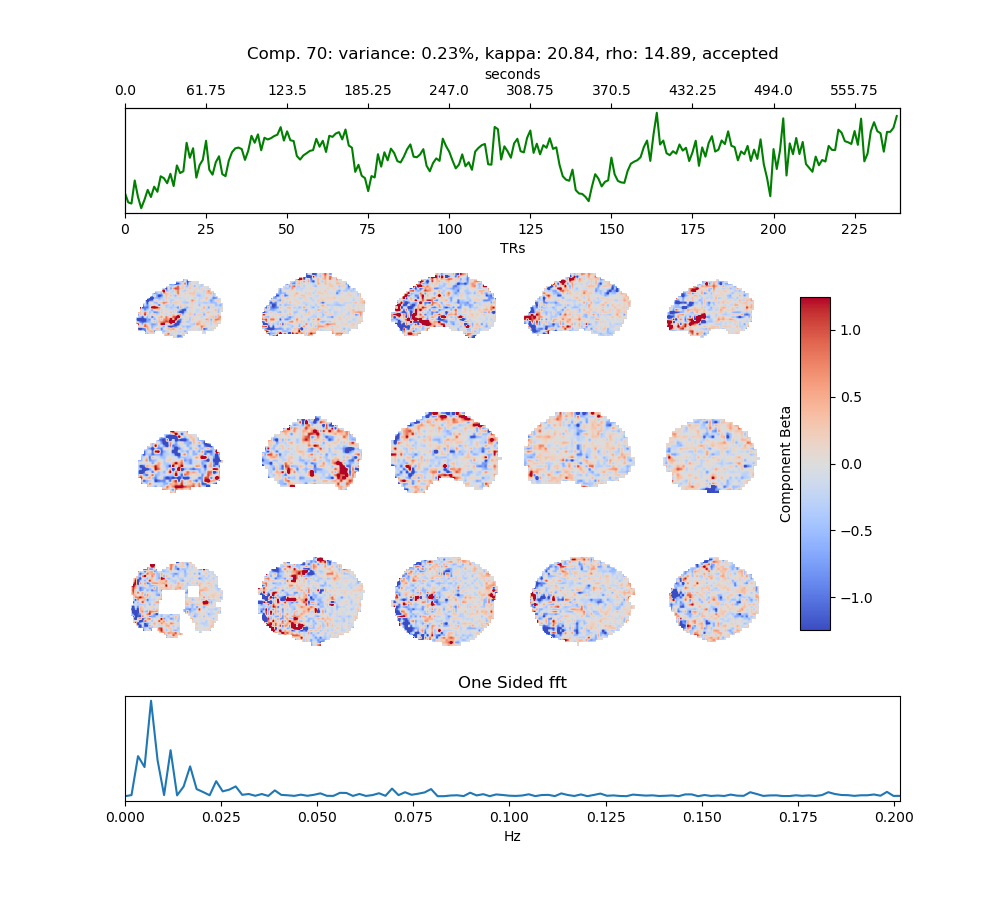 Comp. 70: variance: 0.23%, kappa: 20.84, rho: 14.89, accepted
seconds
0.0 61.75 123.5 185.25 247.0 308.75 370.5 432.25 494.0 555.75
0 25 50 75 100 125 150 175 200 225
TRs
1.0
0.5
0.0
−0.5
−1.0
Component Beta
One Sided fft
0.000 0.025 0.050 0.075 0.100 0.125 0.150 0.175 0.200
Hz